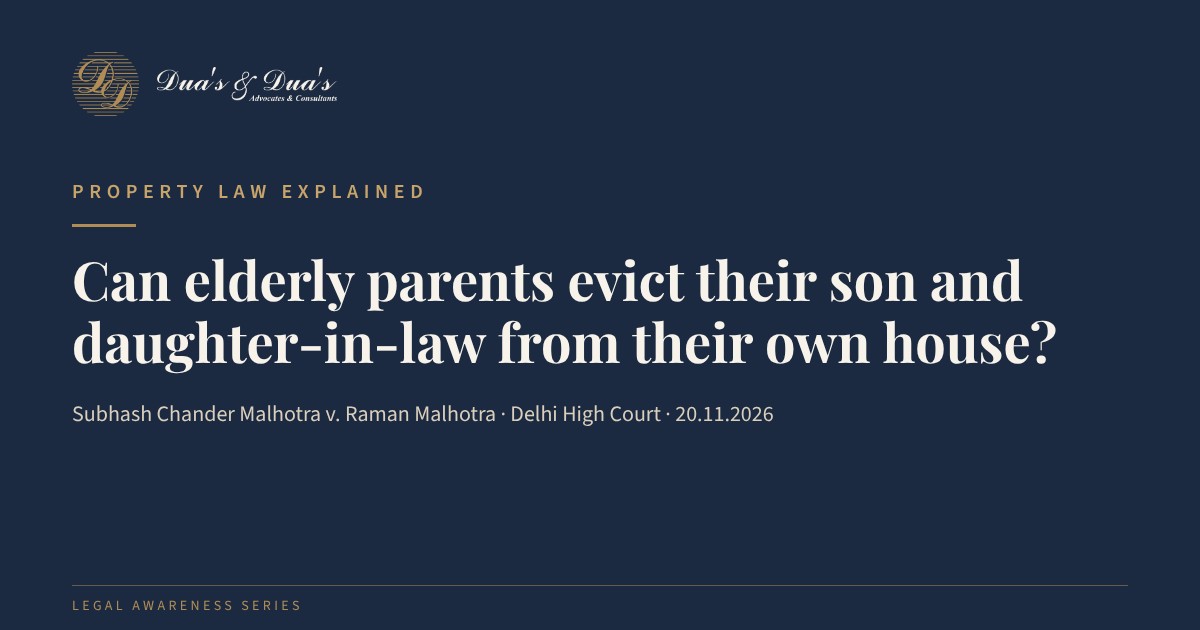 DD
Dua's & Dua's
Advocates & Consultants
PROPERTY LAW EXPLAINED
Can elderly parents evict their son and
daughter-in-law from their own house?
Subhash Chander Malhotra v. Raman Malhotra · Delhi High Court · 20.11.2026
LEGAL AWARENESS SERIES